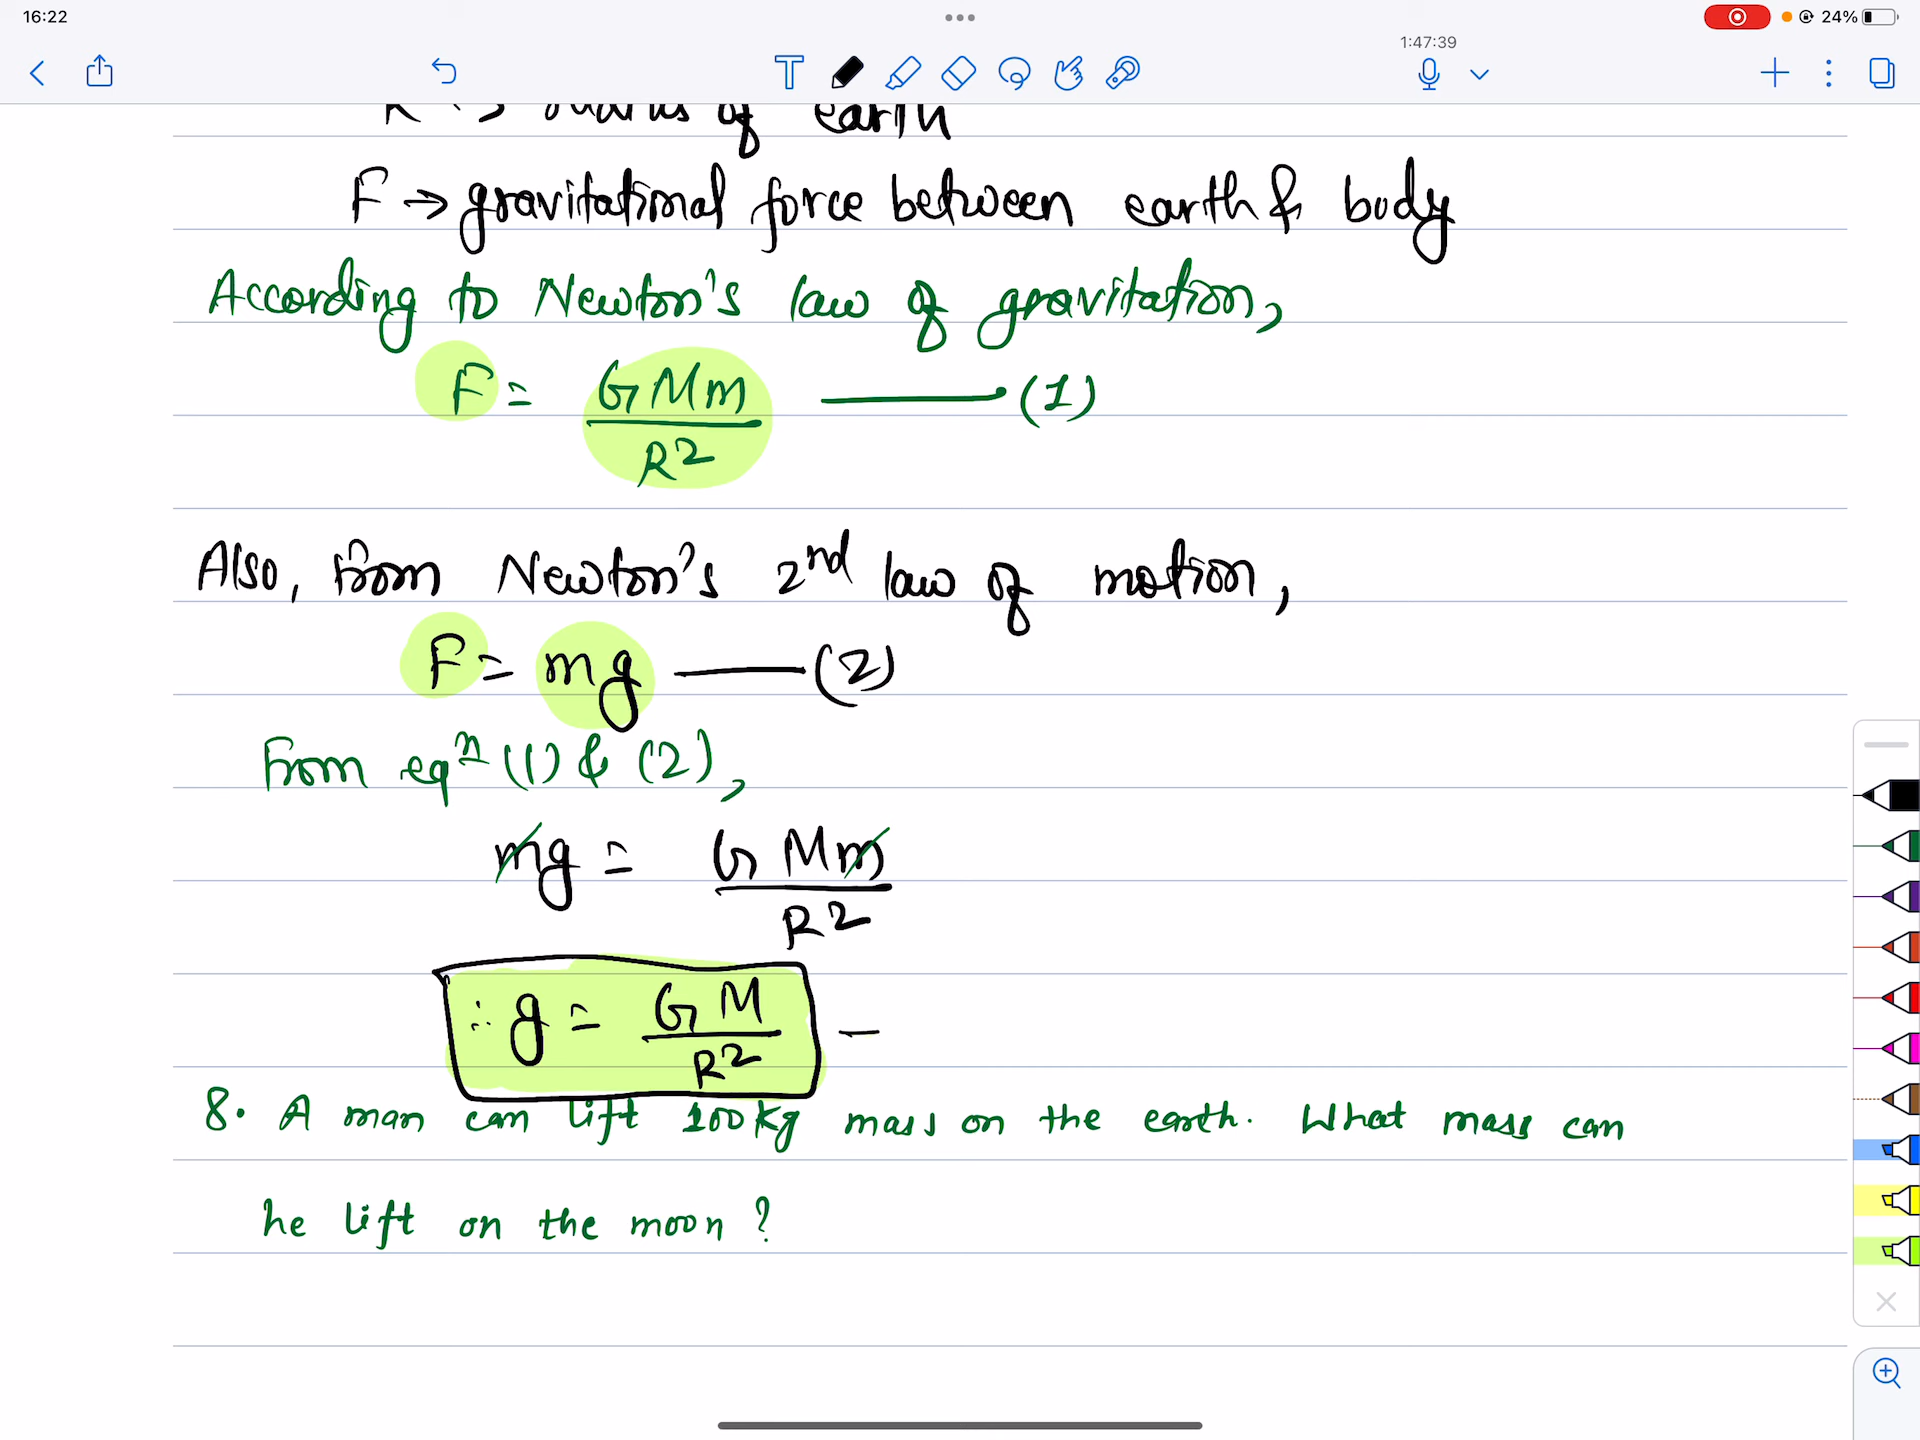 16:22
24%
1:47:39
R → radius of earth
F → gravitational force between earth & body
According to Newton's law of gravitation,
F = GMm/R² ——— (1)
Also, from Newton's 2nd law of motion,
F = mg ——— (2)
From eqⁿ (1) & (2),
mg = GMm/R²
∴ g = GM/R² —
8. A man can lift 100kg mass on the earth. What mass can
he lift on the moon?